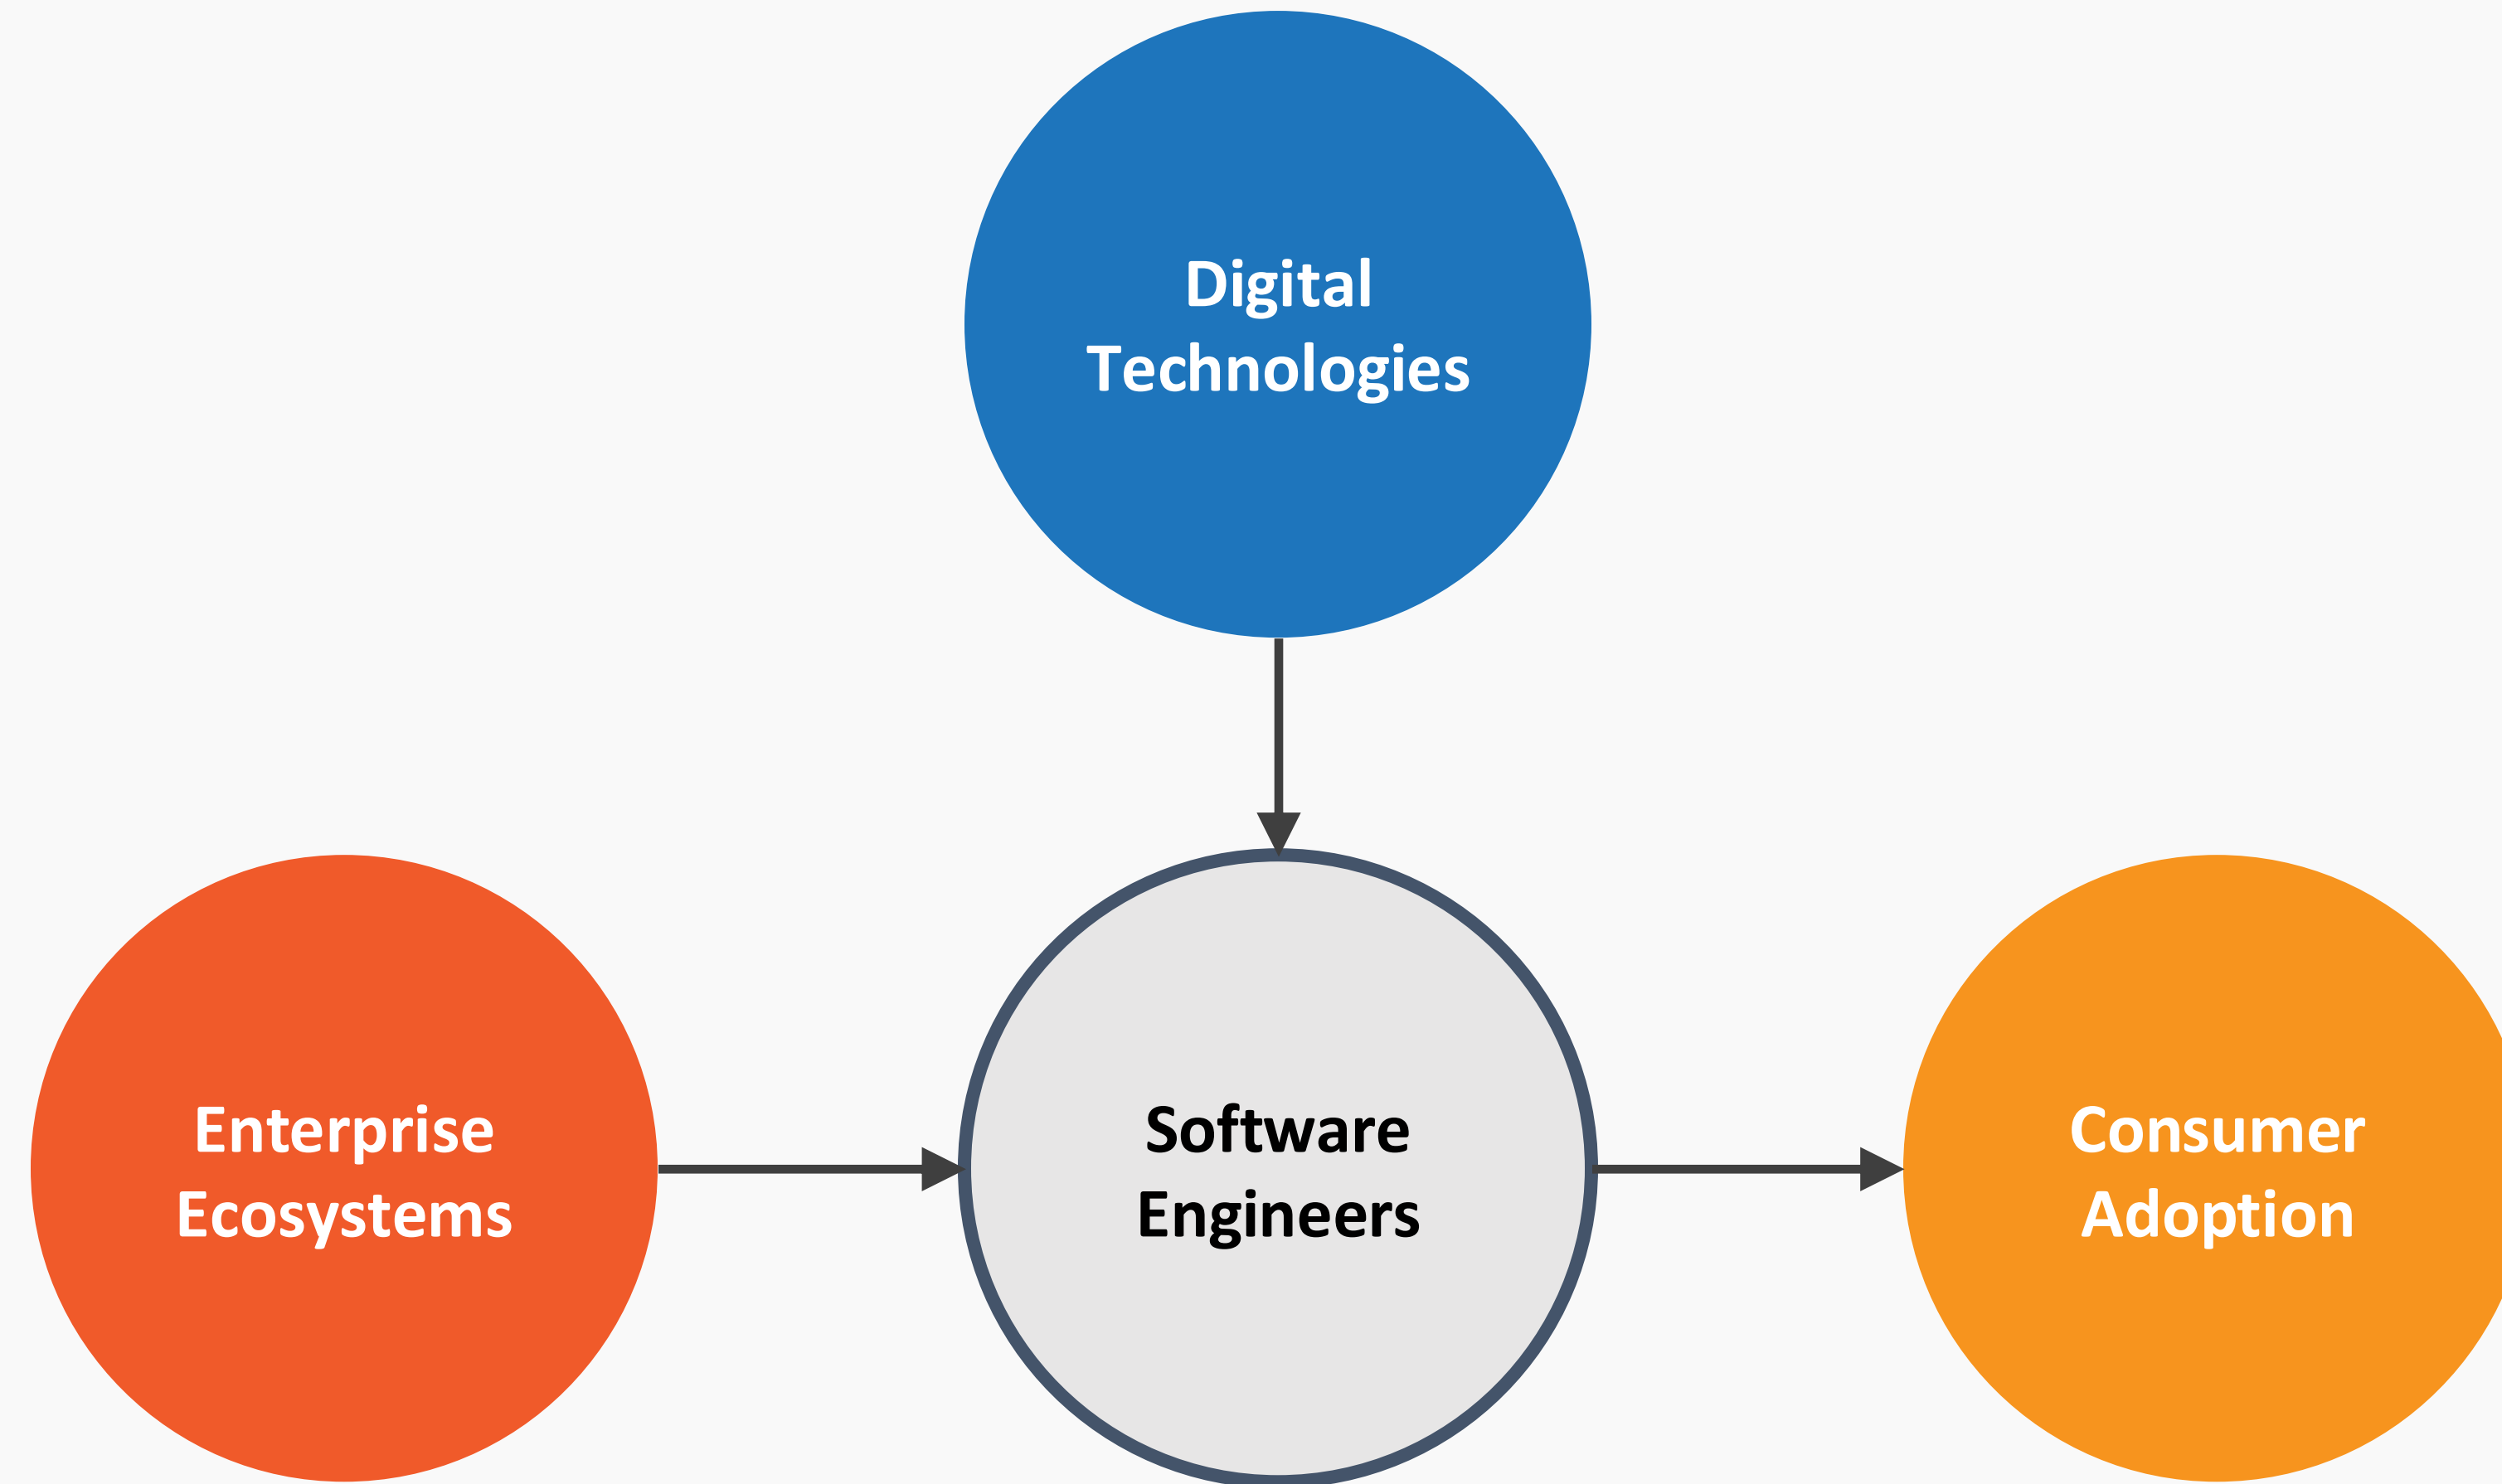 Digital
Technologies
Enterprise
Ecosystems
Software
Engineers
Consumer
Adoption